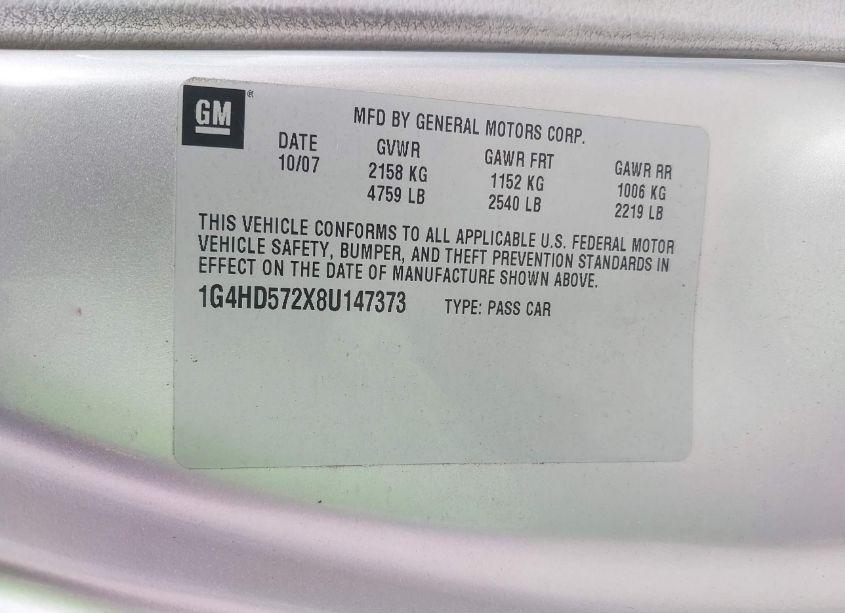 GM®
MFD BY GENERAL MOTORS CORP.
DATE GVWR GAWR FRT GAWR RR
10/07 2158 KG 1152 KG 1006 KG
4759 LB 2540 LB 2219 LB
THIS VEHICLE CONFORMS TO ALL APPLICABLE U.S. FEDERAL MOTOR
VEHICLE SAFETY, BUMPER, AND THEFT PREVENTION STANDARDS IN
EFFECT ON THE DATE OF MANUFACTURE SHOWN ABOVE.
1G4HD572X8U147373 TYPE: PASS CAR